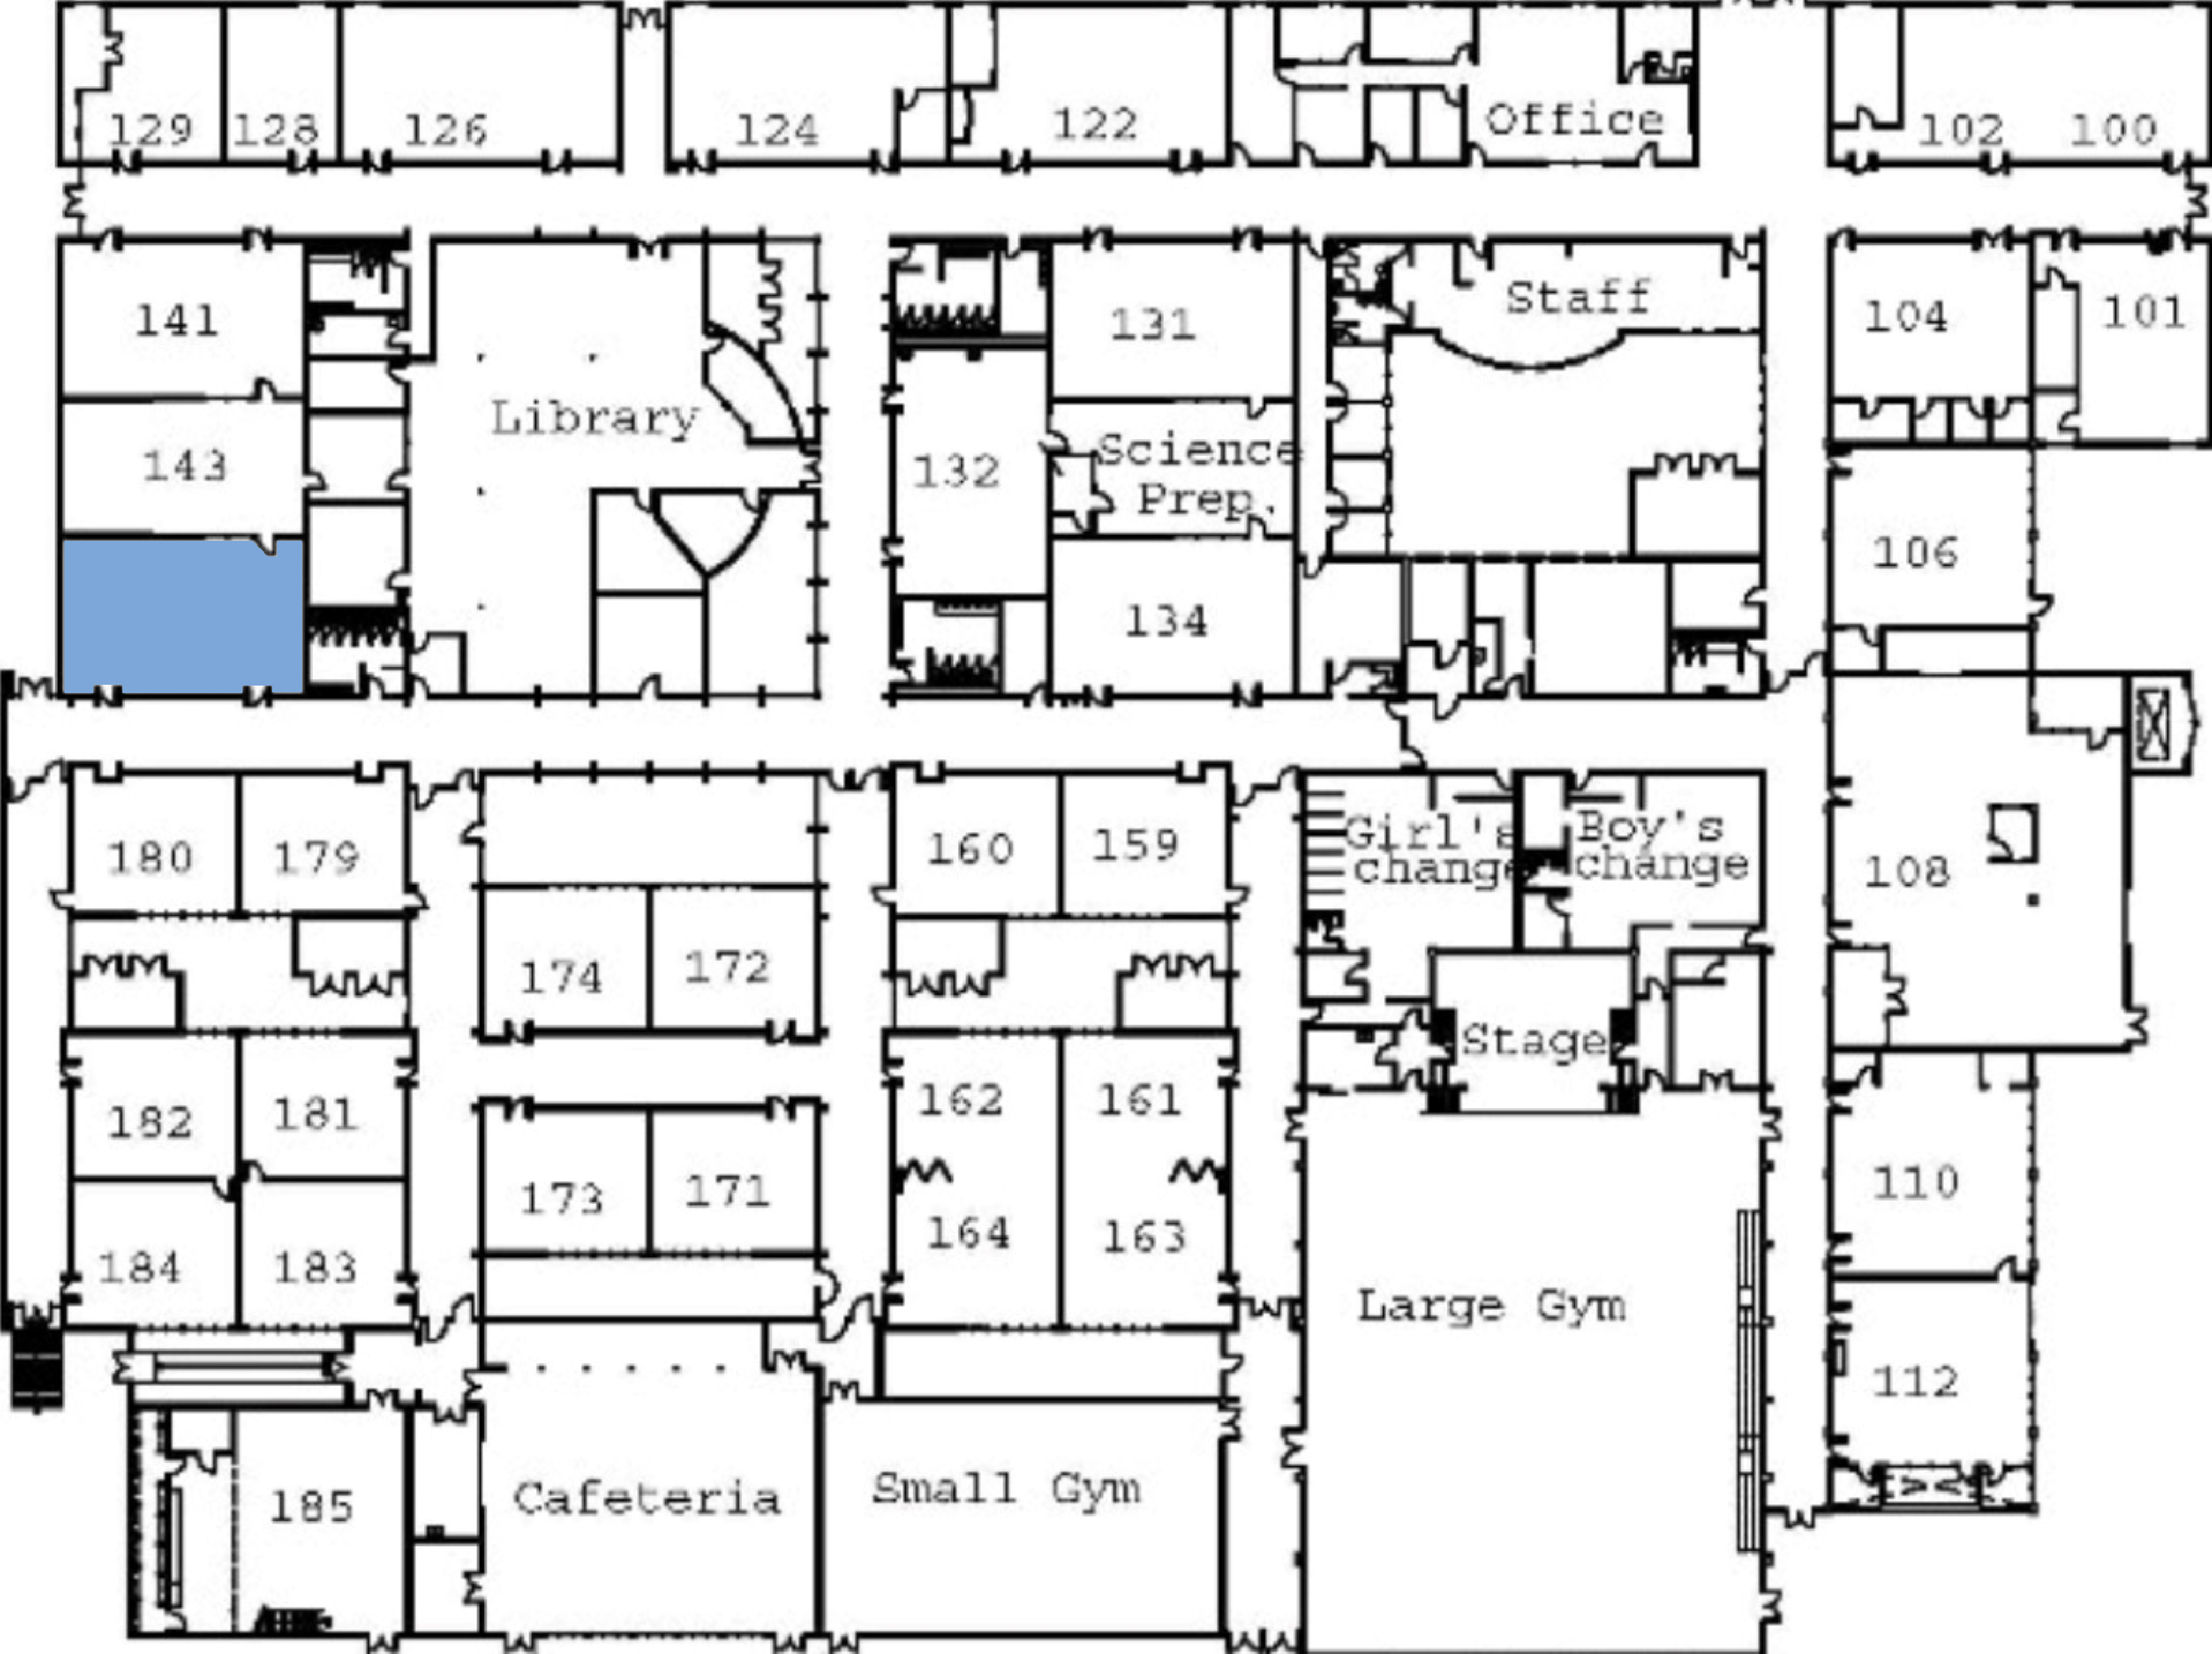 129 128 126 124 122 Office 102 100
141 131 Staff 104 101
Library
143 132 Science
Prep.
106
134
180 179 160 159 Girl's
change
Boy's
change
108
174 172
Stage
182 181 162 161
173 171 110
184 183 164 163
Large Gym
112
185 Cafeteria Small Gym